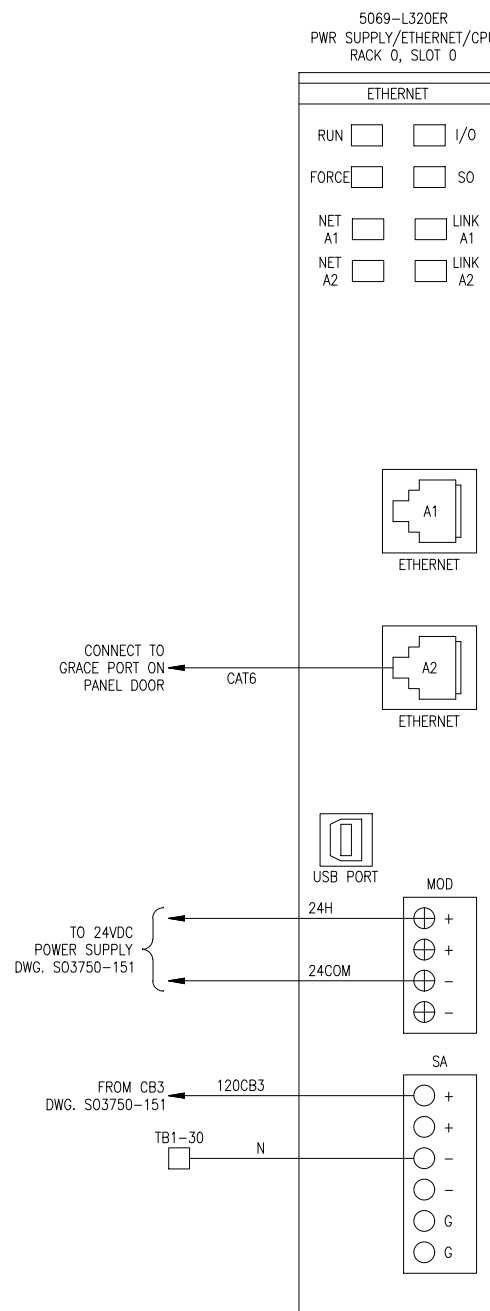 5069-L320ER
PWR SUPPLY/ETHERNET/CPU
RACK 0, SLOT 0
ETHERNET
RUN
I/O
FORCE
SO
NET
A1
LINK
A1
NET
A2
LINK
A2
A1
ETHERNET
CONNECT TO
GRACE PORT ON
PANEL DOOR
CAT6
A2
ETHERNET
USB PORT
MOD
24H
+
TO 24VDC
POWER SUPPLY
DWG. SO3750-151
+
24COM
-
-
SA
FROM CB3
DWG. SO3750-151
120CB3
+
+
TB1-30
N
-
-
G
G